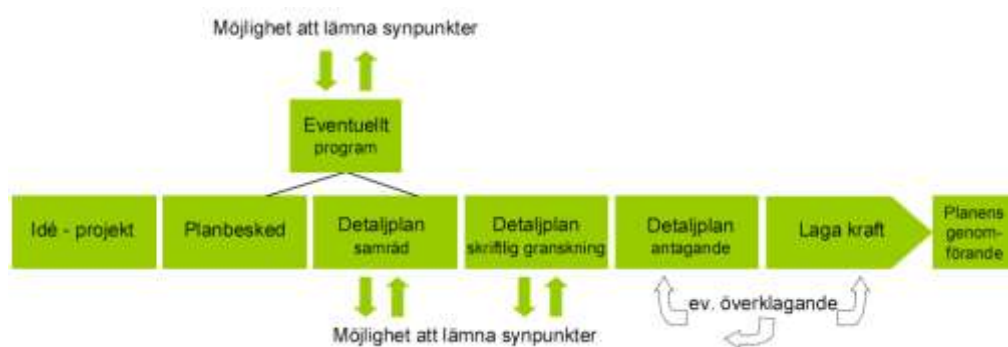 Möjlighet att lämna synpunkter
Eventuellt
program
Idé - projekt
Planbesked
Detaljplan
samråd
Detaljplan
skriftlig granskning
Detaljplan
antagande
Laga kraft
Planens
genom-
förande
Möjlighet att lämna synpunkter
ev. överklagande